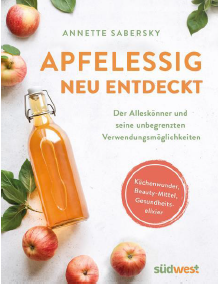 ANNETTE SABERSKY
APFELESSIG
NEU ENTDECKT
Der Alleskönner und
seine unbegrenzten
Verwendungsmöglichkeiten
Küchenwunder,
Beauty-Mittel,
Gesundheits-
elixier
südwest